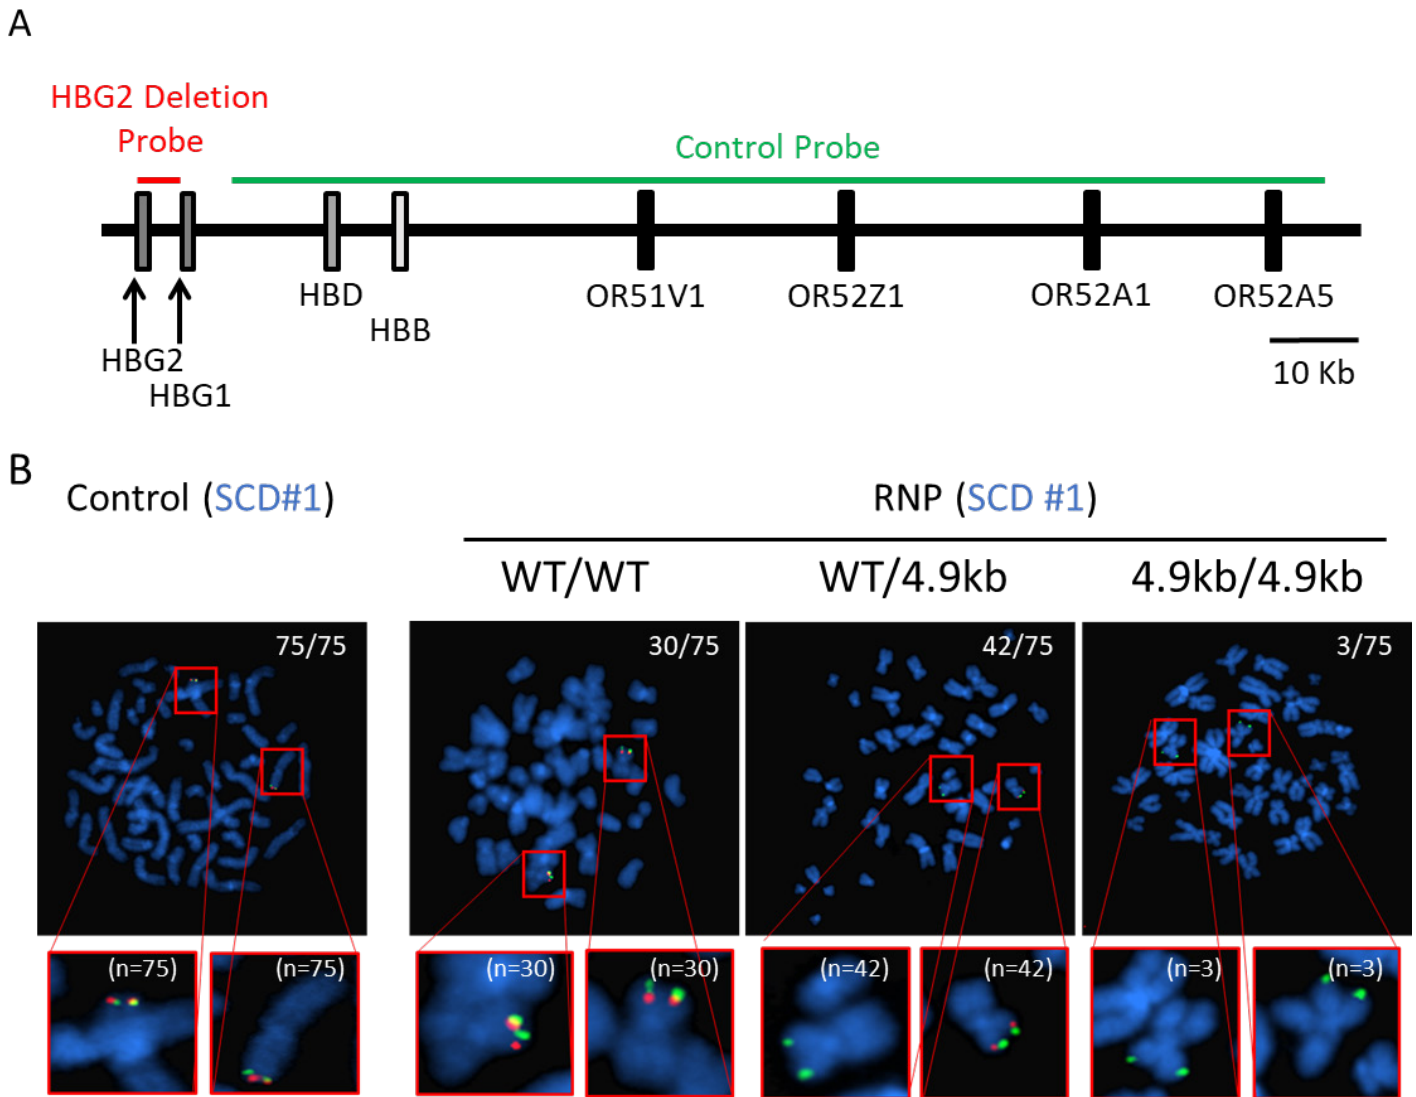 A
HBG2 Deletion
Probe
Control Probe
HBD
HBB
OR51V1
OR52Z1
OR52A1
OR52A5
HBG2
HBG1
10 Kb
B
Control (SCD#1)
RNP (SCD #1)
WT/WT
WT/4.9kb
4.9kb/4.9kb
75/75
30/75
42/75
3/75
(n=75)
(n=75)
(n=30)
(n=30)
(n=42)
(n=42)
(n=3)
(n=3)